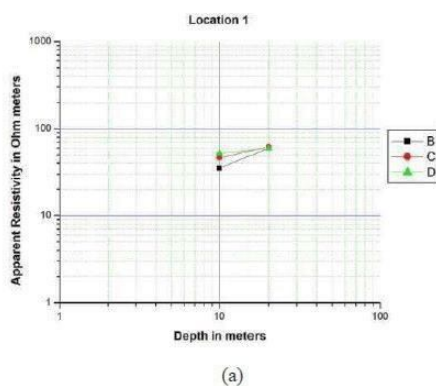 Location 1
Apparent Resistivity in Ohm meters
1000
100
10
1
1
10
100
Depth in meters
B
C
D
(a)